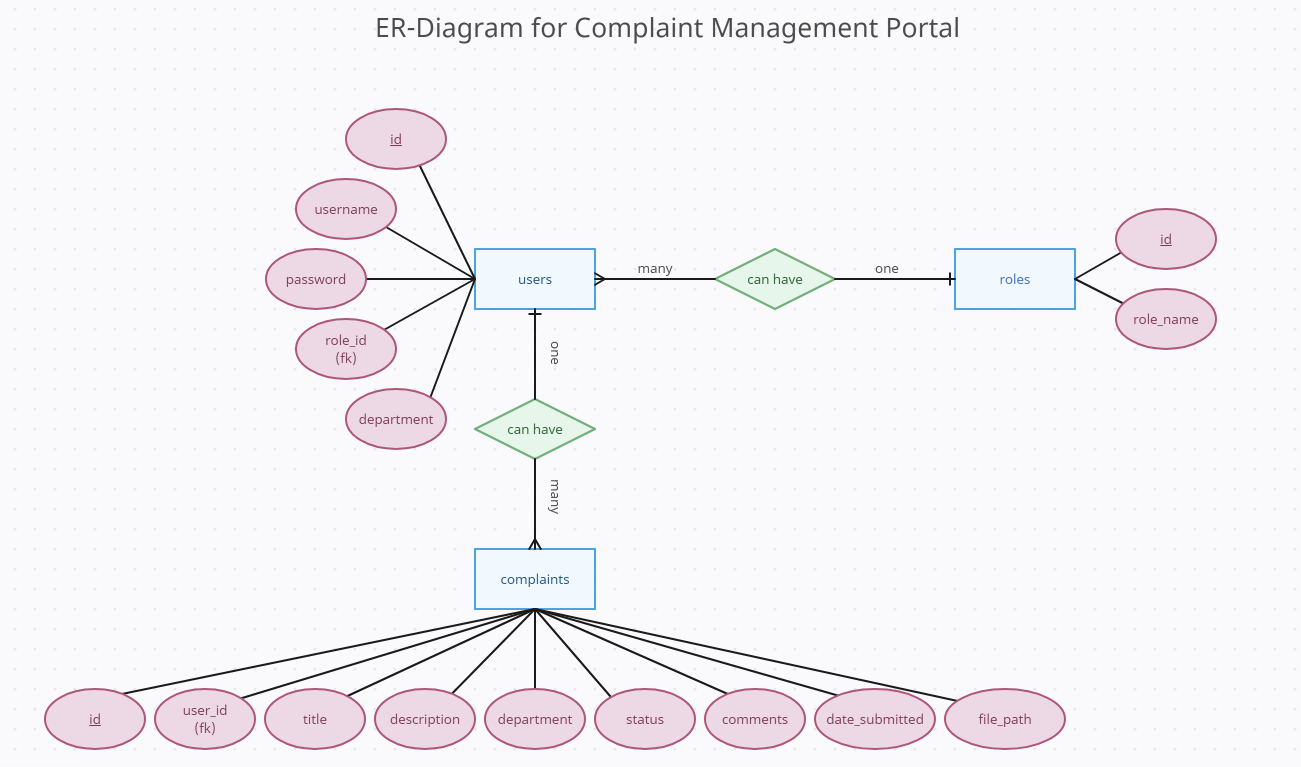 ER-Diagram for Complaint Management Portal
id
username
password
role_id
(fk)
department
users
many
can have
one
roles
id
role_name
one
can have
many
complaints
id
user_id
(fk)
title
description
department
status
comments
date_submitted
file_path